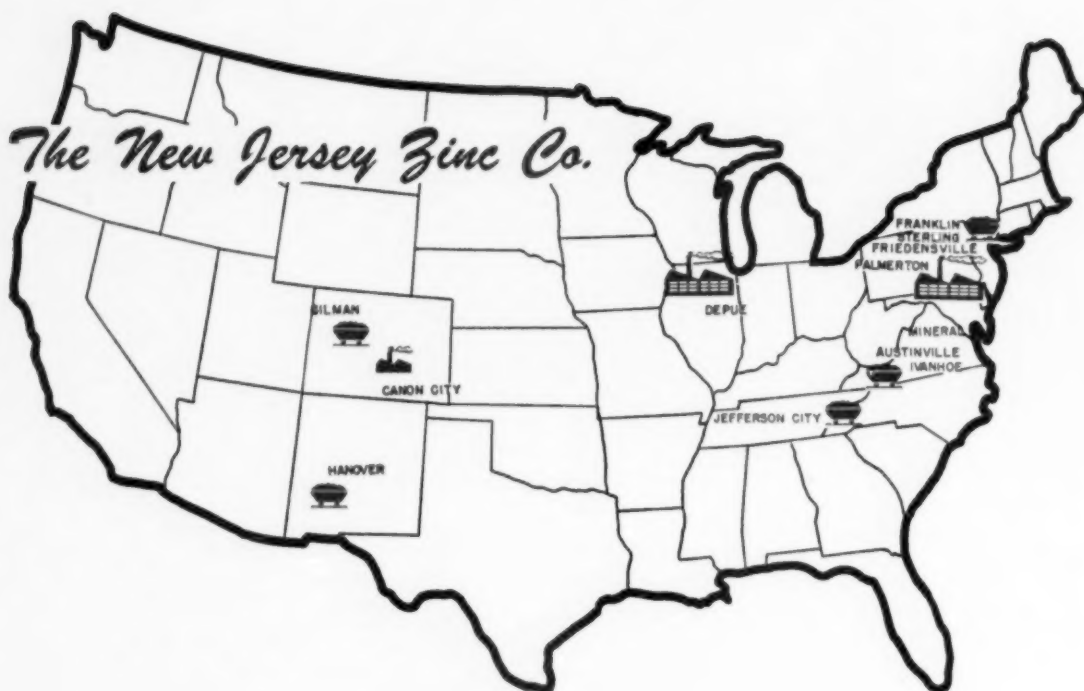 The New Jersey Zinc Co.
FRANKLIN
STERLING
FRIEDENSVILLE
PALMERTON
GILMAN
DEPUE
MINERAL
CANON CITY
AUSTINVILLE
IVANHOE
JEFFERSON CITY
HANOVER